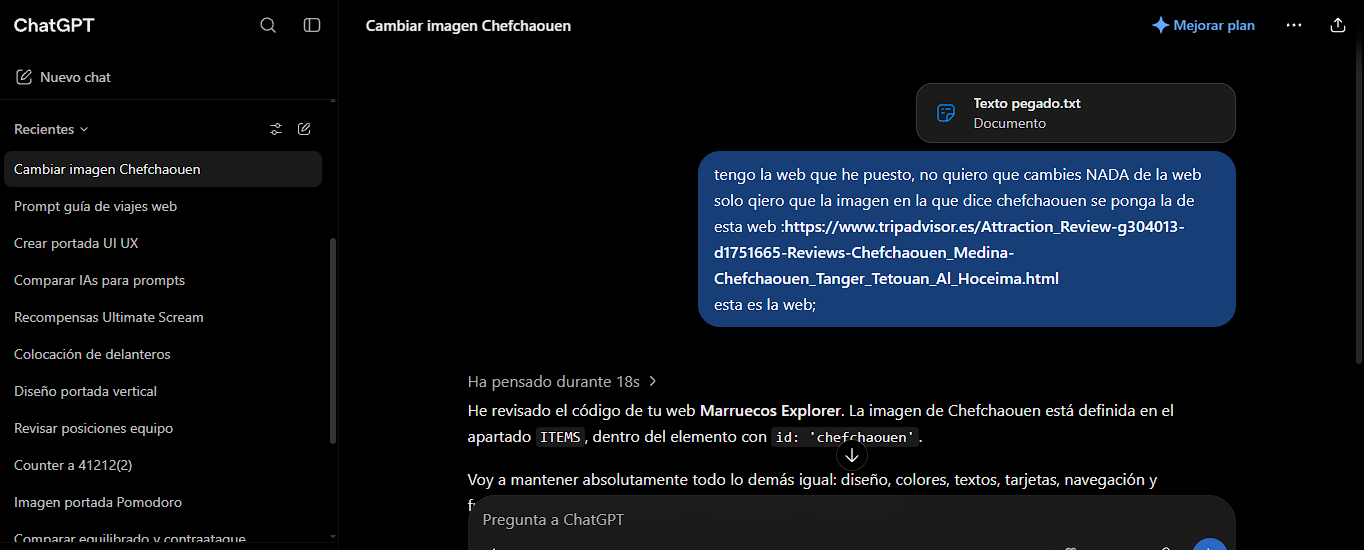 ChatGPT
Nuevo chat
Recientes
Cambiar imagen Chefchaouen
Prompt guía de viajes web
Crear portada UI UX
Comparar IAs para prompts
Recompensas Ultimate Scream
Colocación de delanteros
Diseño portada vertical
Revisar posiciones equipo
Counter a 41212(2)
Imagen portada Pomodoro
Comparar equilibrado y contraataque
Cambiar imagen Chefchaouen
Mejorar plan
Texto pegado.txt
Documento
tengo la web que he puesto, no quiero que cambies NADA de la web
solo qiero que la imagen en la que dice chefchaouen se ponga la de
esta web :https://www.tripadvisor.es/Attraction_Review-g304013-
d1751665-Reviews-Chefchaouen_Medina-
Chefchaouen_Tanger_Tetouan_Al_Hoceima.html
esta es la web;
Ha pensado durante 18s
He revisado el código de tu web Marruecos Explorer. La imagen de Chefchaouen está definida en el
apartado ITEMS, dentro del elemento con id: 'chefchaouen'.
Voy a mantener absolutamente todo lo demás igual: diseño, colores, textos, tarjetas, navegación y
Pregunta a ChatGPT